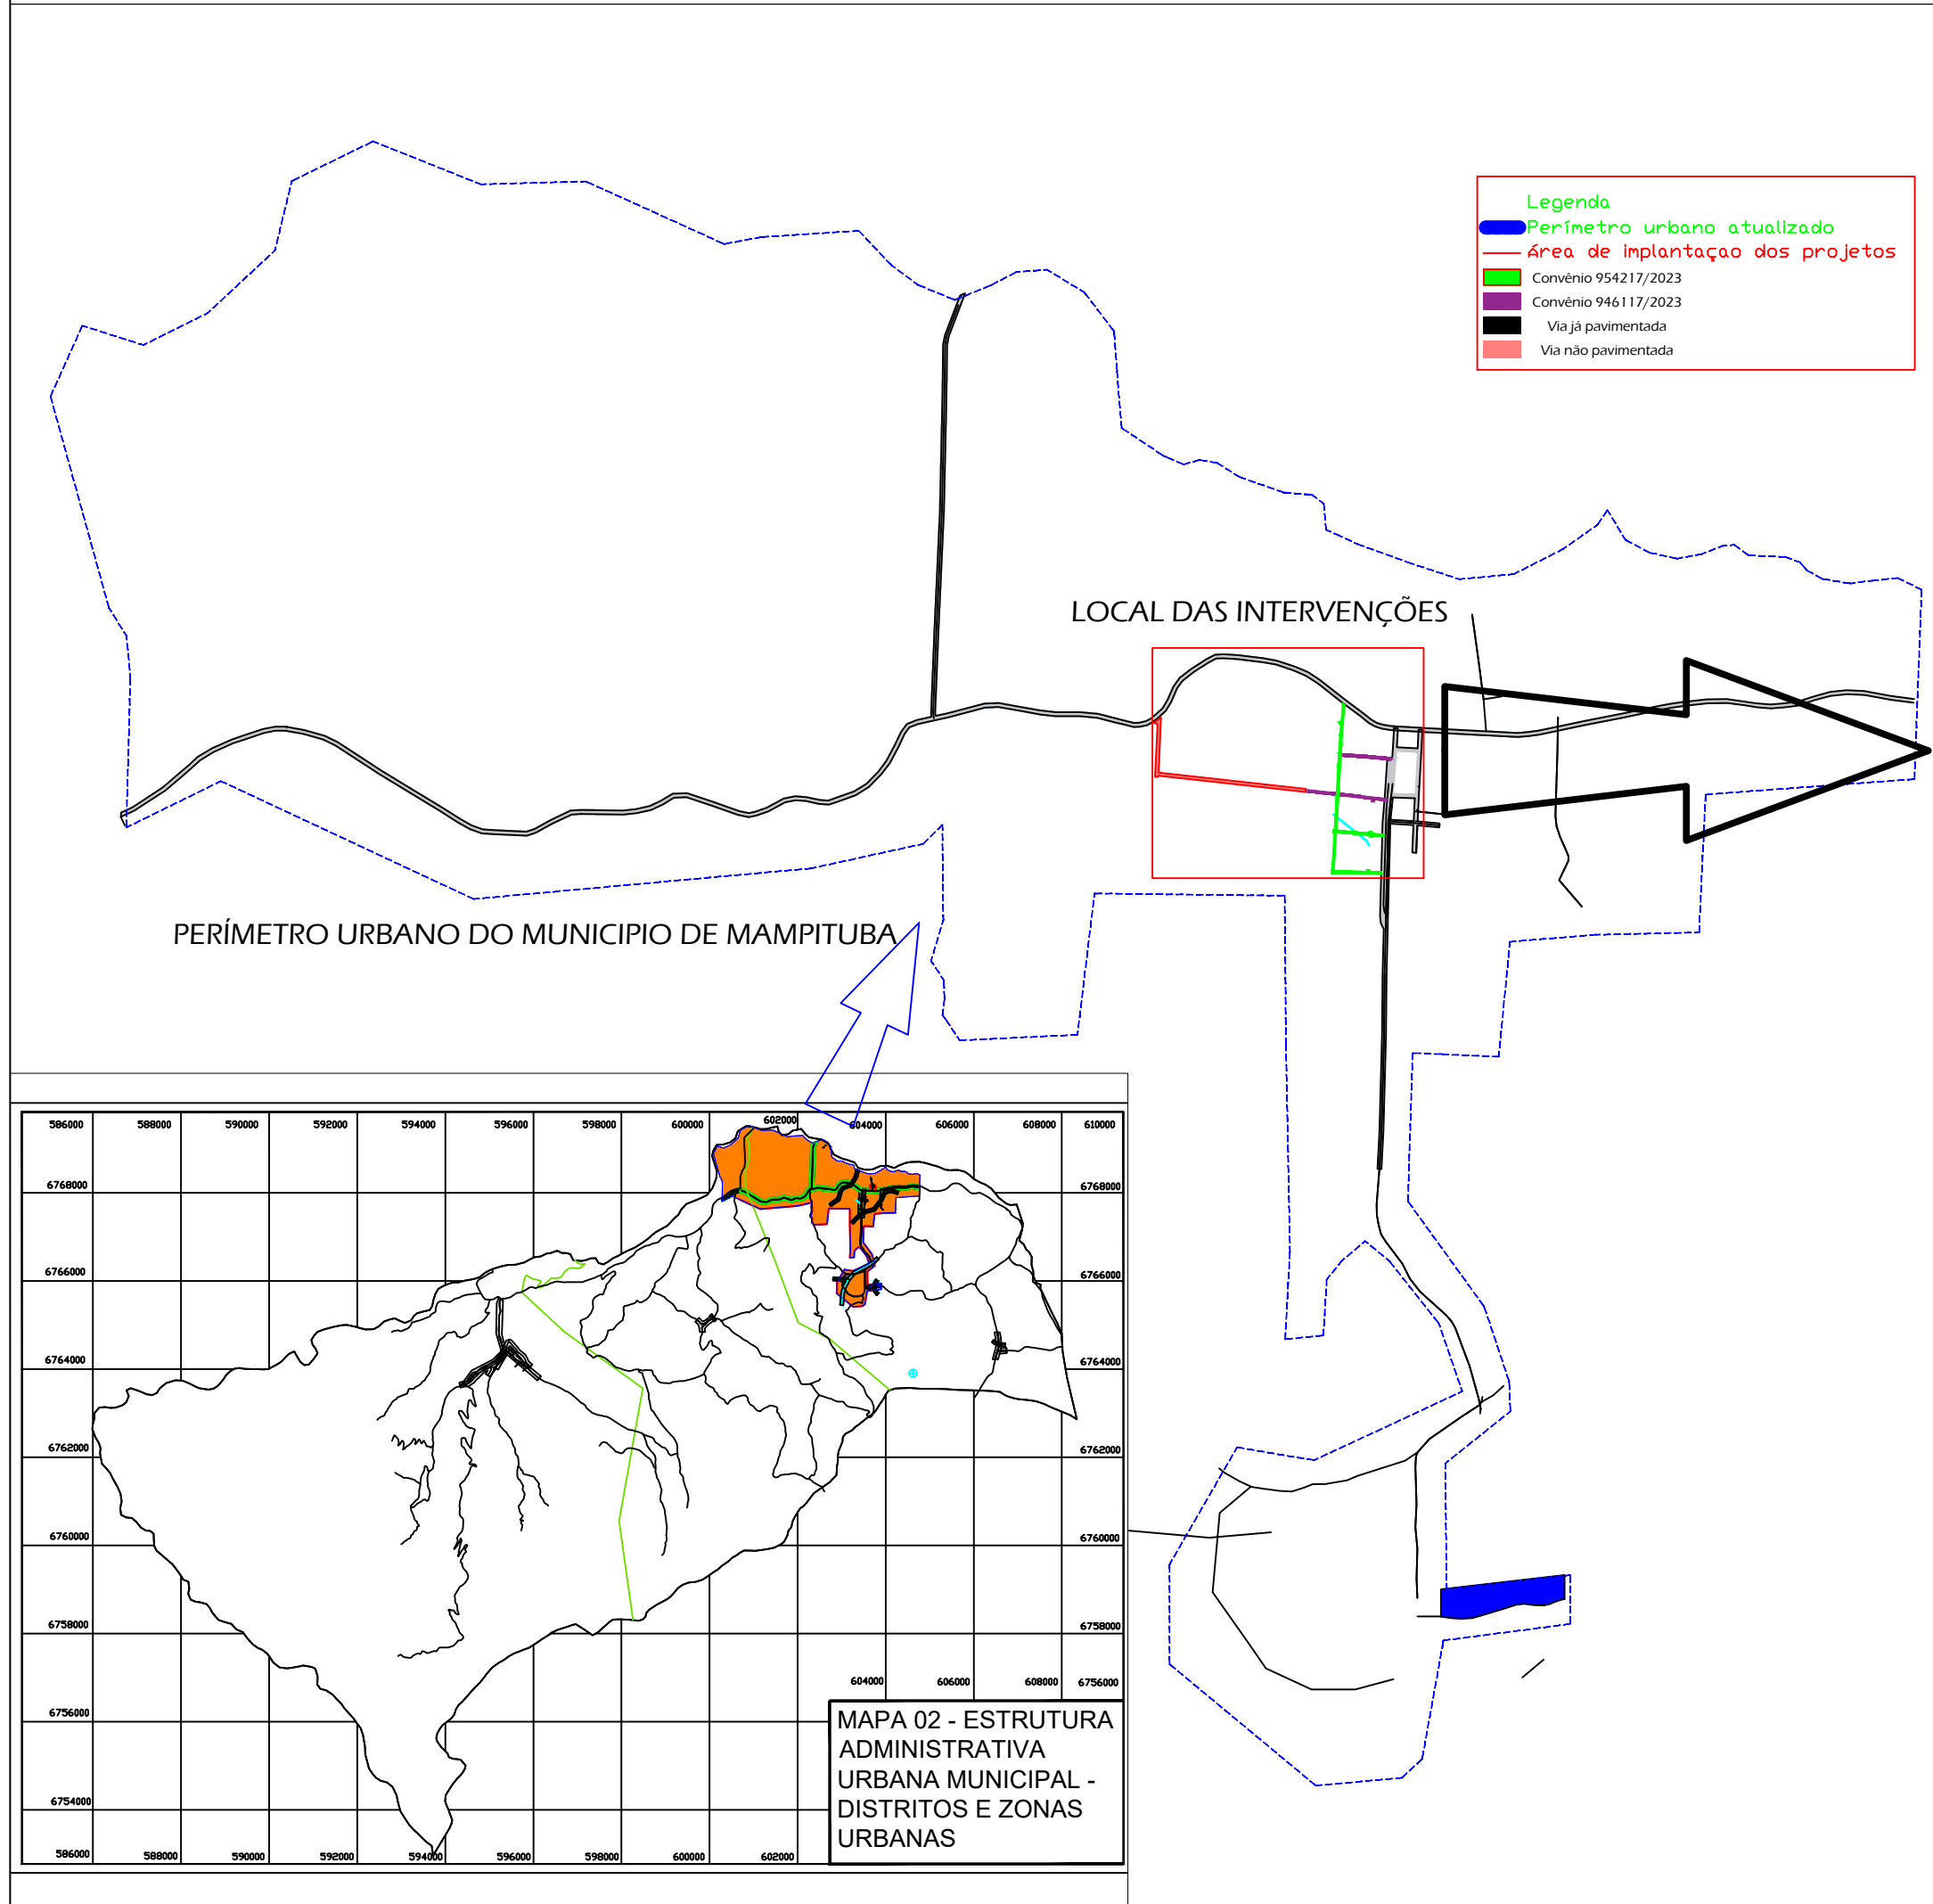 Legenda
Perímetro urbano atualizado
Área de implantaçao dos projetos
Convênio 954217/2023
Convênio 946117/2023
Via já pavimentada
Via não pavimentada
LOCAL DAS INTERVENÇÕES
PERÍMETRO URBANO DO MUNICIPIO DE MAMPITUBA
586000 588000 590000 592000 594000 596000 598000 600000 602000 604000 606000 608000 610000
6768000 6768000
6766000 6766000
6764000 6764000
6762000 6762000
6760000 6760000
6758000 6758000
604000 606000 608000 6756000
6756000
MAPA 02 - ESTRUTURA
ADMINISTRATIVA
URBANA MUNICIPAL -
DISTRITOS E ZONAS
URBANAS
6754000
586000 588000 590000 592000 594000 596000 598000 600000 602000